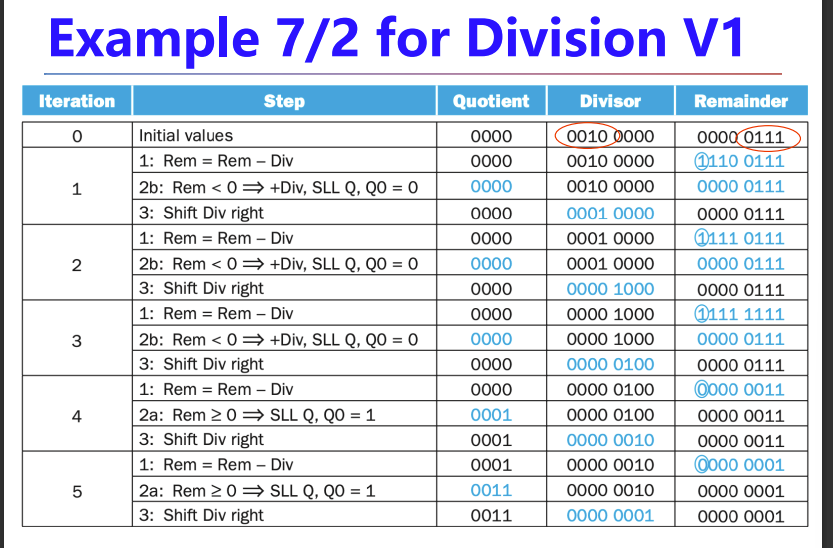 Example 7/2 for Division V1
Iteration Step Quotient Divisor Remainder
0 Initial values 0000 0010 0000 0000 0111
1: Rem = Rem – Div 0000 0010 0000 1110 0111
1 2b: Rem < 0 ⟹ +Div, SLL Q, Q0 = 0 0000 0010 0000 0000 0111
3: Shift Div right 0000 0001 0000 0000 0111
1: Rem = Rem – Div 0000 0001 0000 1111 0111
2 2b: Rem < 0 ⟹ +Div, SLL Q, Q0 = 0 0000 0001 0000 0000 0111
3: Shift Div right 0000 0000 1000 0000 0111
1: Rem = Rem – Div 0000 0000 1000 1111 1111
3 2b: Rem < 0 ⟹ +Div, SLL Q, Q0 = 0 0000 0000 1000 0000 0111
3: Shift Div right 0000 0000 0100 0000 0111
1: Rem = Rem – Div 0000 0000 0100 0000 0011
4 2a: Rem ≥ 0 ⟹ SLL Q, Q0 = 1 0001 0000 0100 0000 0011
3: Shift Div right 0001 0000 0010 0000 0011
1: Rem = Rem – Div 0001 0000 0010 0000 0001
5 2a: Rem ≥ 0 ⟹ SLL Q, Q0 = 1 0011 0000 0010 0000 0001
3: Shift Div right 0011 0000 0001 0000 0001